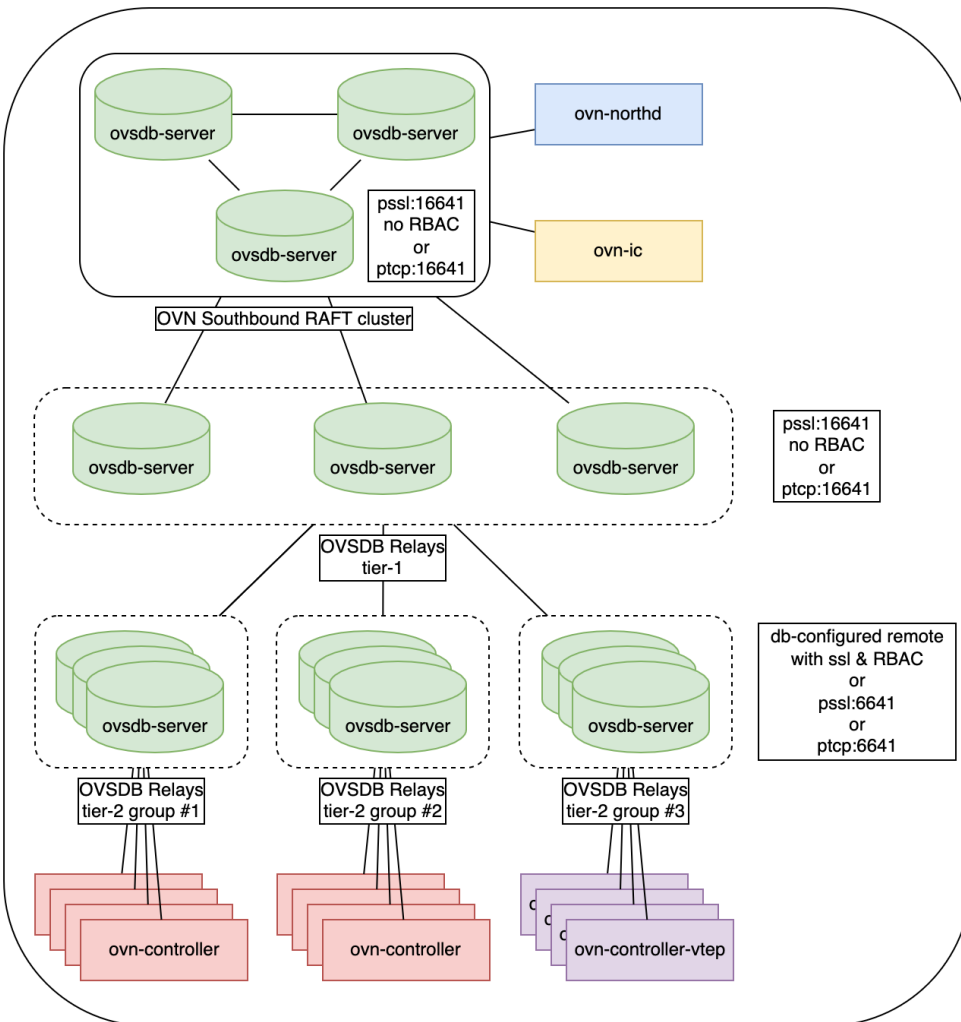 ovsdb-server
ovsdb-server
ovsdb-server
pssl:16641
no RBAC
or
ptcp:16641
ovn-northd
ovn-ic
OVN Southbound RAFT cluster
ovsdb-server
ovsdb-server
ovsdb-server
pssl:16641
no RBAC
or
ptcp:16641
OVSDB Relays
tier-1
ovsdb-server
ovsdb-server
ovsdb-server
db-configured remote
with ssl & RBAC
or
pssl:6641
or
ptcp:6641
OVSDB Relays
tier-2 group #1
OVSDB Relays
tier-2 group #2
OVSDB Relays
tier-2 group #3
ovn-controller
ovn-controller
ovn-controller-vtep